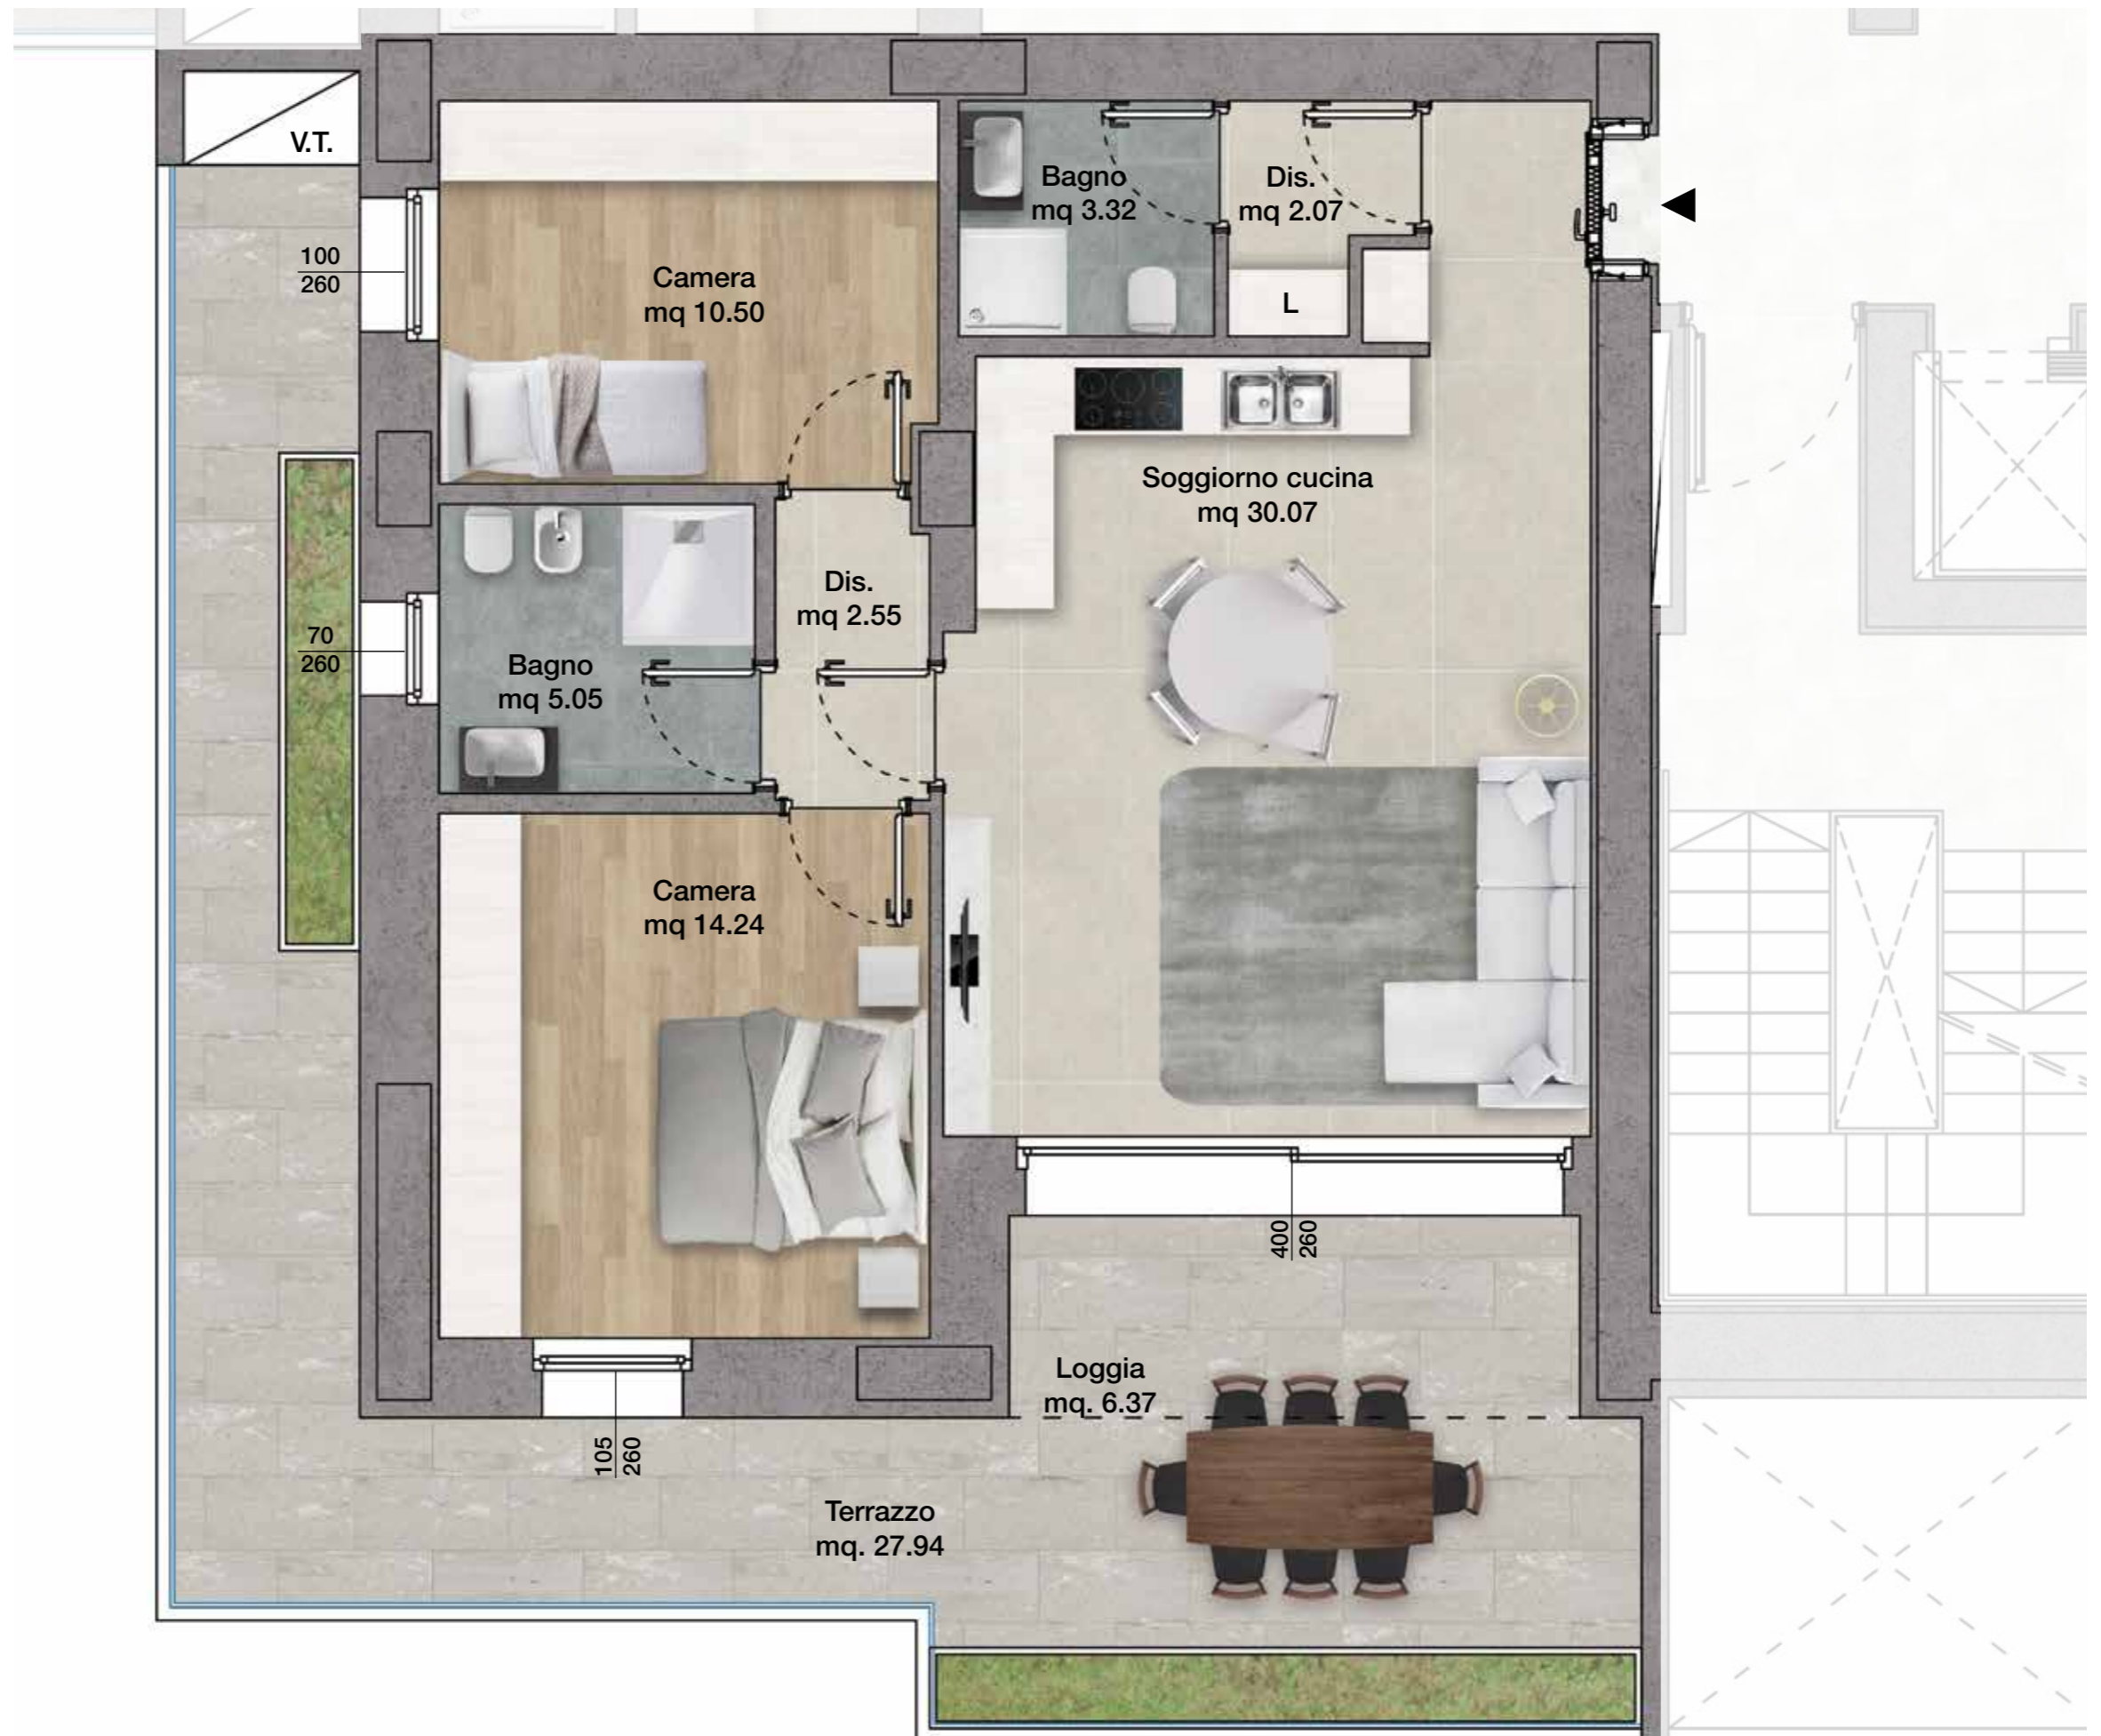 V.T.
Bagno
mq 3.32
Dis.
mq 2.07
100
260
Camera
mq 10.50
L
Soggiorno cucina
mq 30.07
Dis.
mq 2.55
70
260
Bagno
mq 5.05
Camera
mq 14.24
400
260
Loggia
mq. 6.37
105
260
Terrazzo
mq. 27.94